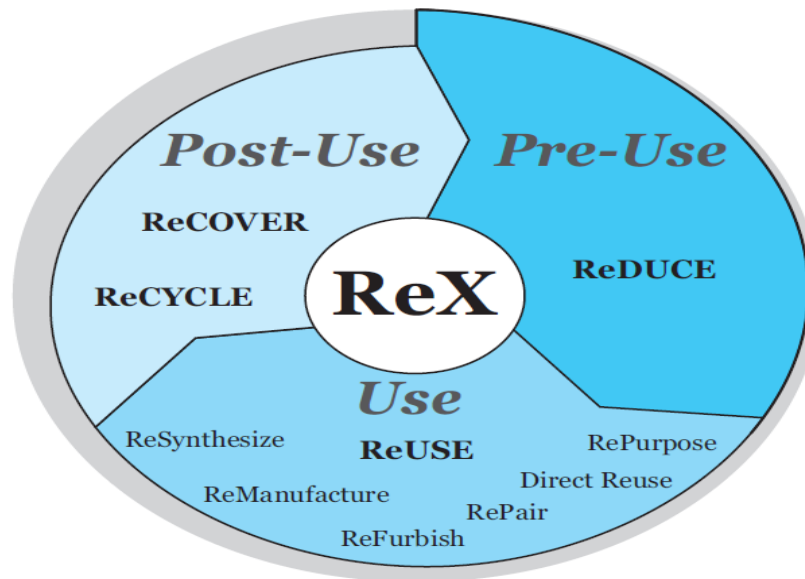 Post-Use
Pre-Use
ReCOVER
ReDUCE
ReCYCLE
ReX
Use
ReSynthesize
ReUSE
RePurpose
Direct Reuse
ReManufacture
RePair
ReFurbish